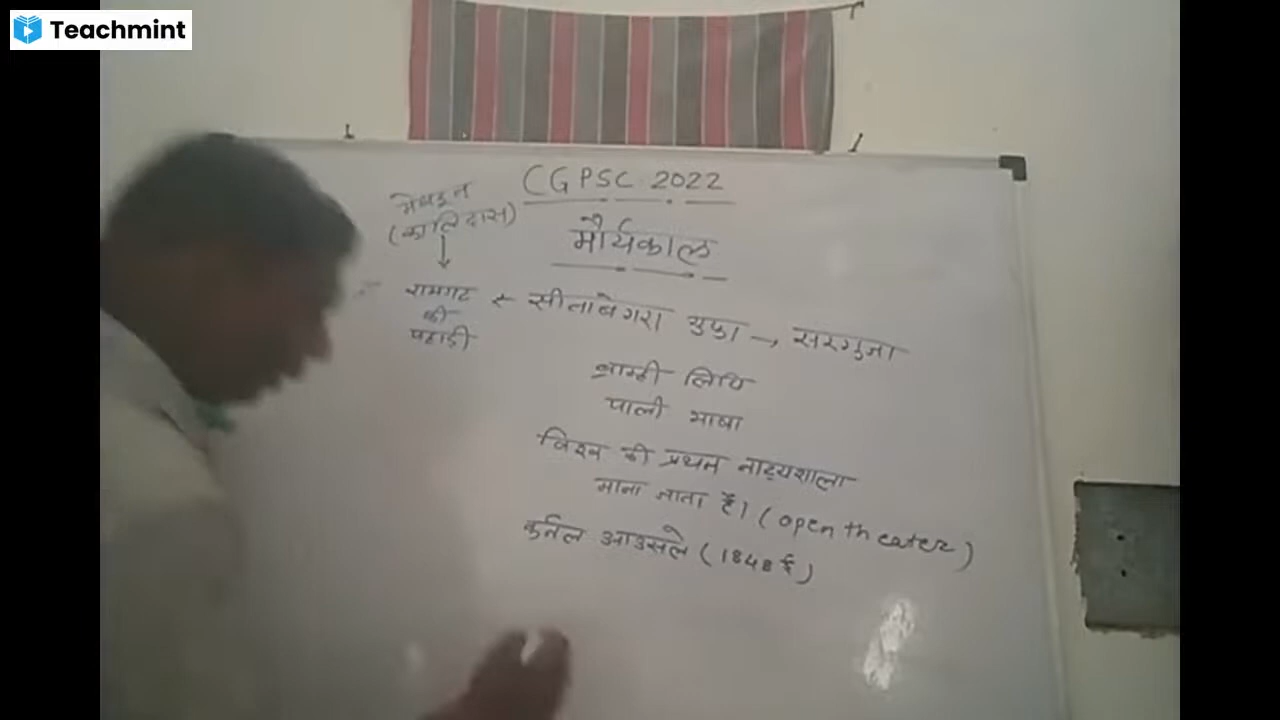 Teachmint
CGPSC 2022
मेघदूत
(कालिदास)
मौर्यकाल
रामगढ़ की पहाड़ी ← सीताबेंगरा गुफा → सरगुजा
ब्राम्ही लिपि
पाली भाषा
विश्व की प्रथम नाट्यशाला
माना जाता है। (open theater)
कर्नल आउसले (1848 ई)